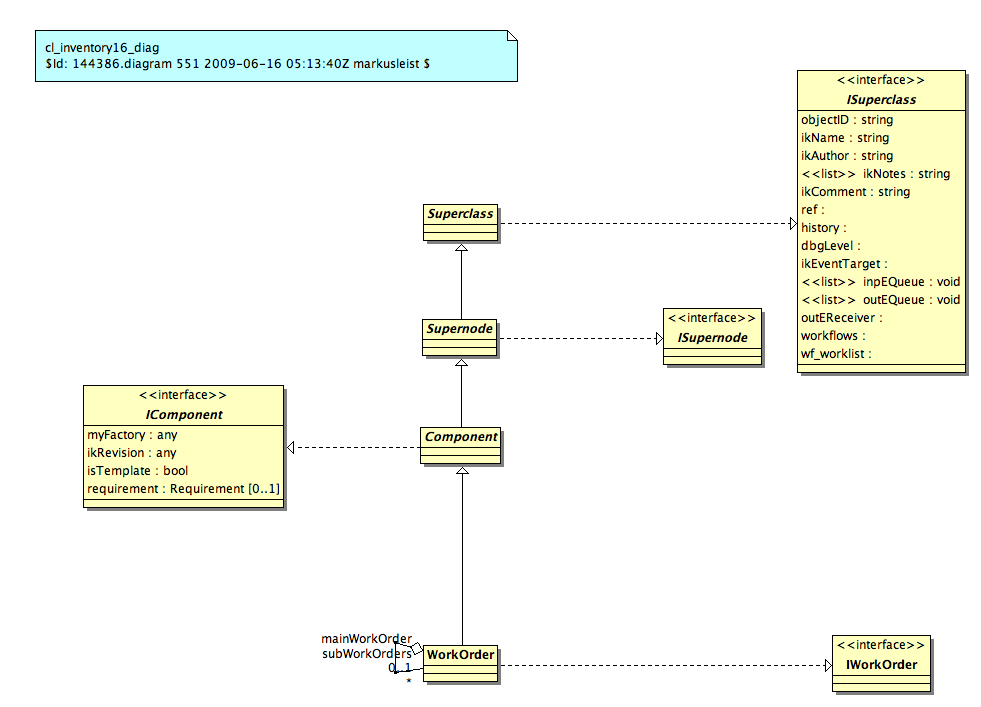 cl_inventory16_diag
$Id: 144386.diagram 551 2009-06-16 05:13:40Z markusleist $
<<interface>>
ISuperclass
objectID : string
ikName : string
ikAuthor : string
<<list>> ikNotes : string
ikComment : string
ref :
history :
dbgLevel :
ikEventTarget :
<<list>> inpEQueue : void
<<list>> outEQueue : void
outEReceiver :
workflows :
wf_worklist :
Superclass
<<interface>>
ISupernode
Supernode
<<interface>>
IComponent
myFactory : any
ikRevision : any
isTemplate : bool
requirement : Requirement [0..1]
Component
mainWorkOrder
subWorkOrders
0..1
*
WorkOrder
<<interface>>
IWorkOrder